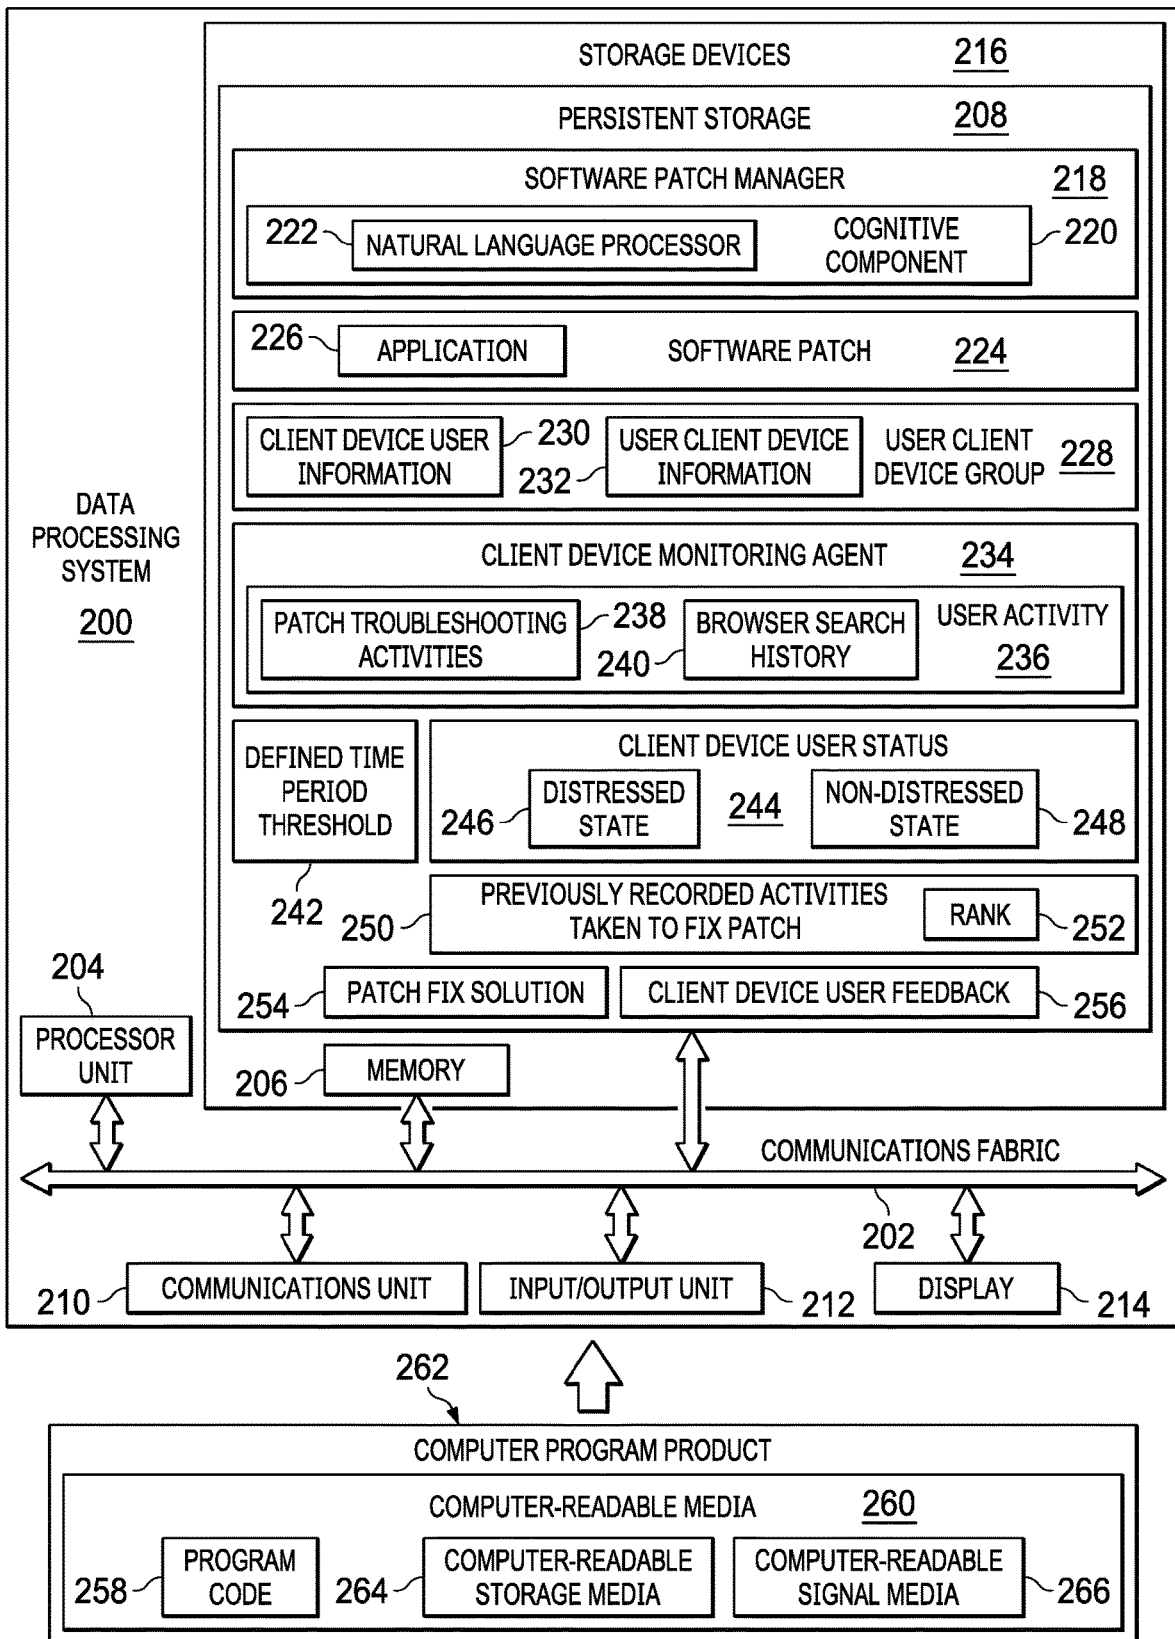 STORAGE DEVICES 216
PERSISTENT STORAGE 208
SOFTWARE PATCH MANAGER 218
222 NATURAL LANGUAGE PROCESSOR
COGNITIVE
COMPONENT
220
226 APPLICATION SOFTWARE PATCH 224
CLIENT DEVICE USER
INFORMATION
230
232
USER CLIENT DEVICE
INFORMATION
USER CLIENT
DEVICE GROUP
228
DATA
PROCESSING
SYSTEM
200
CLIENT DEVICE MONITORING AGENT 234
PATCH TROUBLESHOOTING
ACTIVITIES
238
240
BROWSER SEARCH
HISTORY
USER ACTIVITY
236
DEFINED TIME
PERIOD
THRESHOLD
242
CLIENT DEVICE USER STATUS
246
DISTRESSED
STATE
244
NON-DISTRESSED
STATE
248
250
PREVIOUSLY RECORDED ACTIVITIES
TAKEN TO FIX PATCH
RANK
252
254 PATCH FIX SOLUTION
CLIENT DEVICE USER FEEDBACK 256
204
PROCESSOR
UNIT
206 MEMORY
COMMUNICATIONS FABRIC
202
210 COMMUNICATIONS UNIT
INPUT/OUTPUT UNIT 212
DISPLAY 214
262
COMPUTER PROGRAM PRODUCT
COMPUTER-READABLE MEDIA 260
258
PROGRAM
CODE
264
COMPUTER-READABLE
STORAGE MEDIA
COMPUTER-READABLE
SIGNAL MEDIA
266